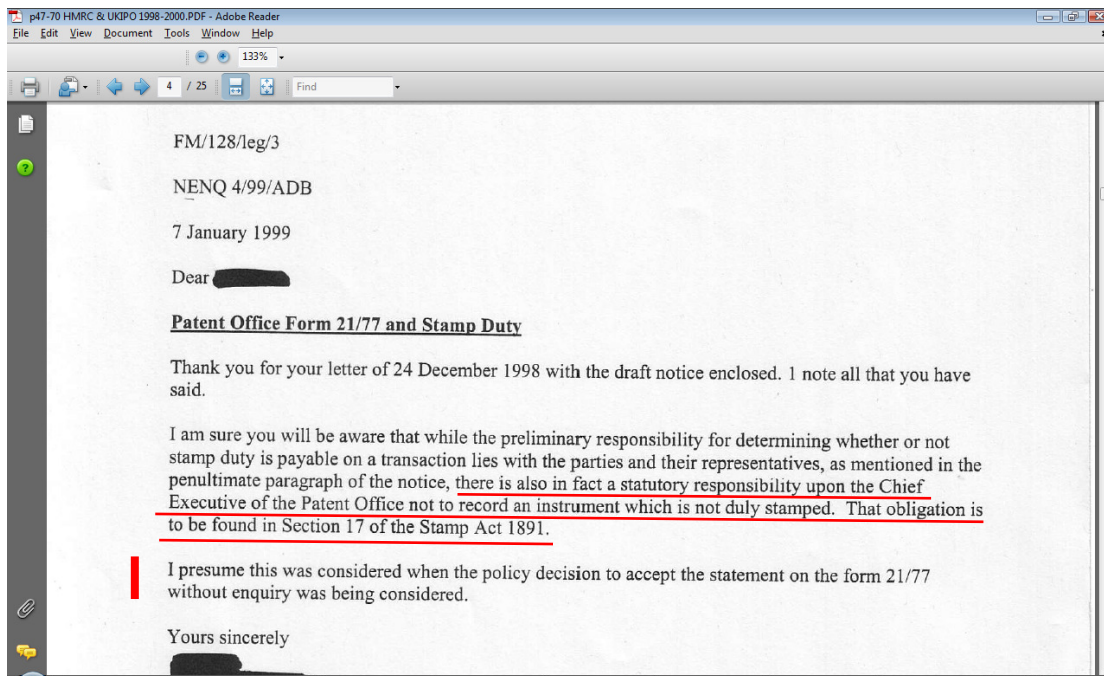 p47-70 HMRC & UKIPO 1998-2000.PDF - Adobe Reader
File Edit View Document Tools Window Help
133%
4 / 25 Find
FM/128/leg/3
NENQ 4/99/ADB
7 January 1999
Dear
Patent Office Form 21/77 and Stamp Duty
Thank you for your letter of 24 December 1998 with the draft notice enclosed. 1 note all that you have
said.
I am sure you will be aware that while the preliminary responsibility for determining whether or not
stamp duty is payable on a transaction lies with the parties and their representatives, as mentioned in the
penultimate paragraph of the notice, there is also in fact a statutory responsibility upon the Chief
Executive of the Patent Office not to record an instrument which is not duly stamped. That obligation is
to be found in Section 17 of the Stamp Act 1891.
I presume this was considered when the policy decision to accept the statement on the form 21/77
without enquiry was being considered.
Yours sincerely